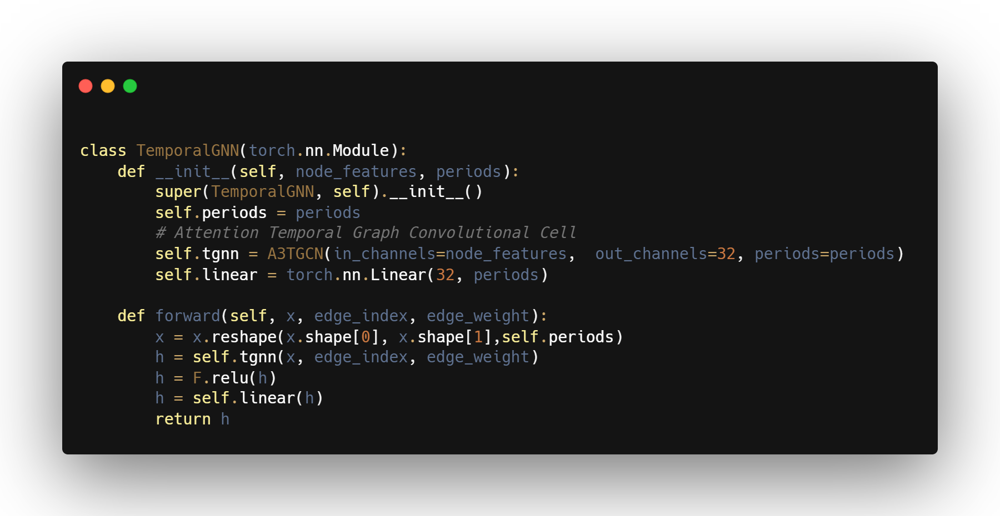 class TemporalGNN(torch.nn.Module):
    def __init__(self, node_features, periods):
        super(TemporalGNN, self).__init__()
        self.periods = periods
        # Attention Temporal Graph Convolutional Cell
        self.tgnn = A3TGCN(in_channels=node_features,  out_channels=32, periods=periods)
        self.linear = torch.nn.Linear(32, periods)

    def forward(self, x, edge_index, edge_weight):
        x = x.reshape(x.shape[0], x.shape[1],self.periods)
        h = self.tgnn(x, edge_index, edge_weight)
        h = F.relu(h)
        h = self.linear(h)
        return h